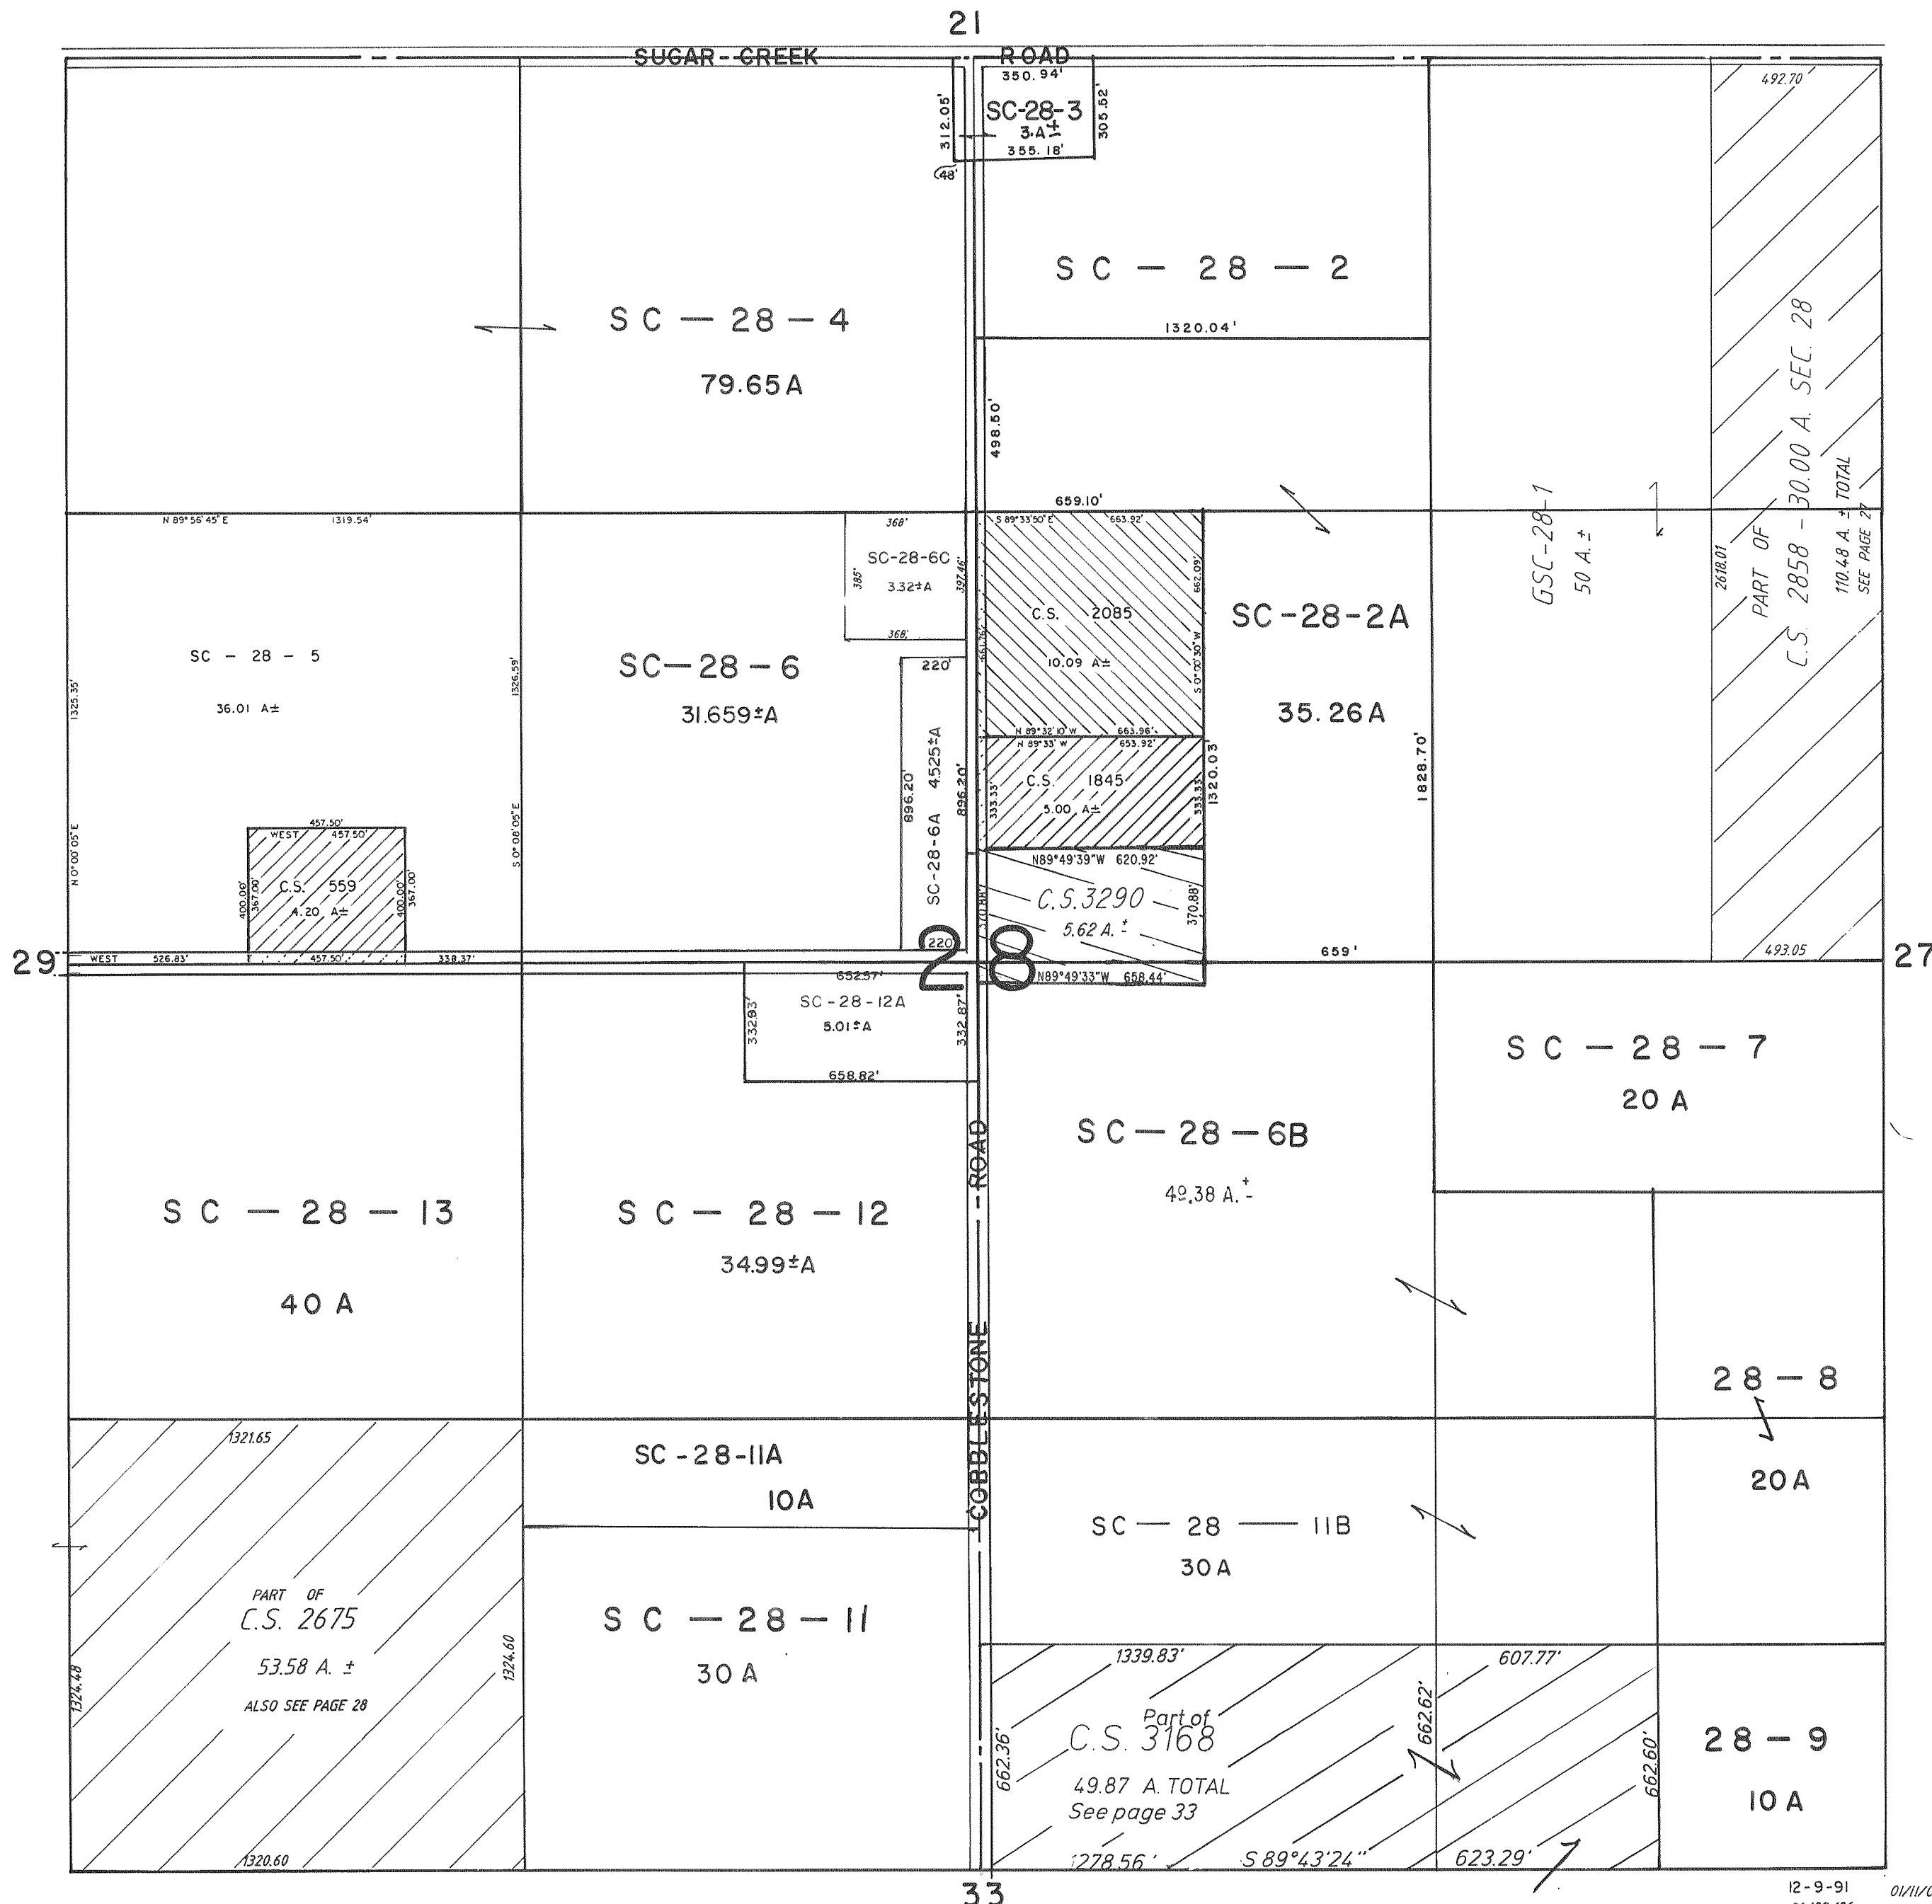 21
SUGAR CREEK ROAD
350.94'
312.05'
SC-28-3
3.A±
305.52'
355.18'
48'
492.70'
SC — 28 — 4
79.65A
SC — 28 — 2
1320.04'
498.50'
659.10'
GSC-28-1
50 A.±
2618.01
PART OF
C.S. 2858 - 30.00 A. SEC. 28
110.48 A. ± TOTAL
SEE PAGE 27
493.05
N 89°56'45" E 1319.54'
1325.35'
N 0°00'05" E
SC - 28 - 5
36.01 A±
1326.59'
S 0°08'05" E
457.50'
WEST 457.50'
400.00'
367.00'
C.S. 559
4.20 A±
400.00'
367.00'
WEST 526.83' 457.50' 338.37'
SC—28—6
31.659±A
368'
SC-28-6C
3.32±A
385'
397.46'
368'
220'
896.20'
SC-28-6A 4.525±A
896.20'
220'
S 89°33'50" E 663.92'
662.09'
C.S. 2085
10.09 A±
S 0°00'30" W
N 89°32'10" W 663.96'
N 89°33' W 653.92'
333.33'
C.S. 1845
5.00 A±
333.33'
1320.03'
N89°49'39"W 620.92'
370.88'
C.S.3290
5.62 A.±
370.88'
N89°49'33"W 658.44'
SC-28-2A
35.26A
1828.70'
659'
29
28
27
652.57'
SC-28-12A
5.01±A
332.93'
332.87'
658.82'
SC — 28 — 7
20 A
SC — 28 — 6B
49.38 A.±
SC — 28 — 13
40 A
SC — 28 — 12
34.99±A
COBBLESTONE ROAD
28 — 8
20A
1321.65
1324.48
PART OF
C.S. 2675
53.58 A. ±
ALSO SEE PAGE 28
1324.60
1320.60
SC-28-11A
10A
SC — 28 — 11
30 A
SC — 28 — 11B
30A
1339.83'
607.77'
662.36'
Part of
C.S. 3168
49.87 A. TOTAL
See page 33
662.62'
662.60'
1278.56'
S 89°43'24"
623.29'
28 — 9
10 A
33
12-9-91